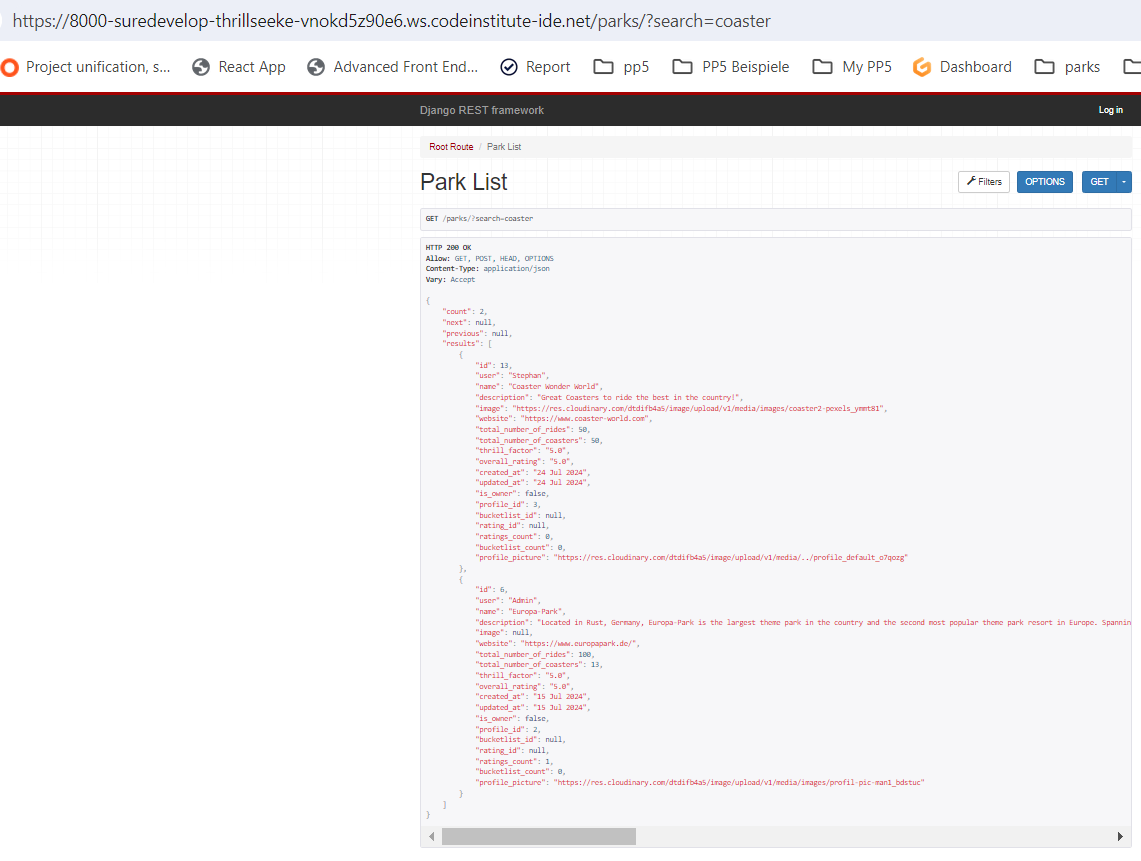 https://8000-suredevelop-thrillseeke-vnokd5z90e6.ws.codeinstitute-ide.net/parks/?search=coaster
Project unification, s... React App Advanced Front End... Report pp5 PP5 Beispiele My PP5 Dashboard parks
Django REST framework Log in
Root Route / Park List
Park List Filters OPTIONS GET
GET /parks/?search=coaster
HTTP 200 OK
Allow: GET, POST, HEAD, OPTIONS
Content-Type: application/json
Vary: Accept
{
"count": 2,
"next": null,
"previous": null,
"results": [
{
"id": 13,
"user": "Stephan",
"name": "Coaster Wonder World",
"description": "Great Coasters to ride the best in the country!",
"image": "https://res.cloudinary.com/dtdifb4a5/image/upload/v1/media/images/coaster2-pexels_ymmt81",
"website": "https://www.coaster-world.com",
"total_number_of_rides": 50,
"total_number_of_coasters": 50,
"thrill_factor": "5.0",
"overall_rating": "5.0",
"created_at": "24 Jul 2024",
"updated_at": "24 Jul 2024",
"is_owner": false,
"profile_id": 3,
"bucketlist_id": null,
"rating_id": null,
"ratings_count": 0,
"bucketlist_count": 0,
"profile_picture": "https://res.cloudinary.com/dtdifb4a5/image/upload/v1/media/../profile_default_o7qozg"
},
{
"id": 6,
"user": "Admin",
"name": "Europa-Park",
"description": "Located in Rust, Germany, Europa-Park is the largest theme park in the country and the second most popular theme park resort in Europe. Spannin
"image": null,
"website": "https://www.europapark.de/",
"total_number_of_rides": 100,
"total_number_of_coasters": 13,
"thrill_factor": "5.0",
"overall_rating": "5.0",
"created_at": "15 Jul 2024",
"updated_at": "15 Jul 2024",
"is_owner": false,
"profile_id": 2,
"bucketlist_id": null,
"rating_id": null,
"ratings_count": 1,
"bucketlist_count": 0,
"profile_picture": "https://res.cloudinary.com/dtdifb4a5/image/upload/v1/media/images/profil-pic-man1_bdstuc"
}
]
}